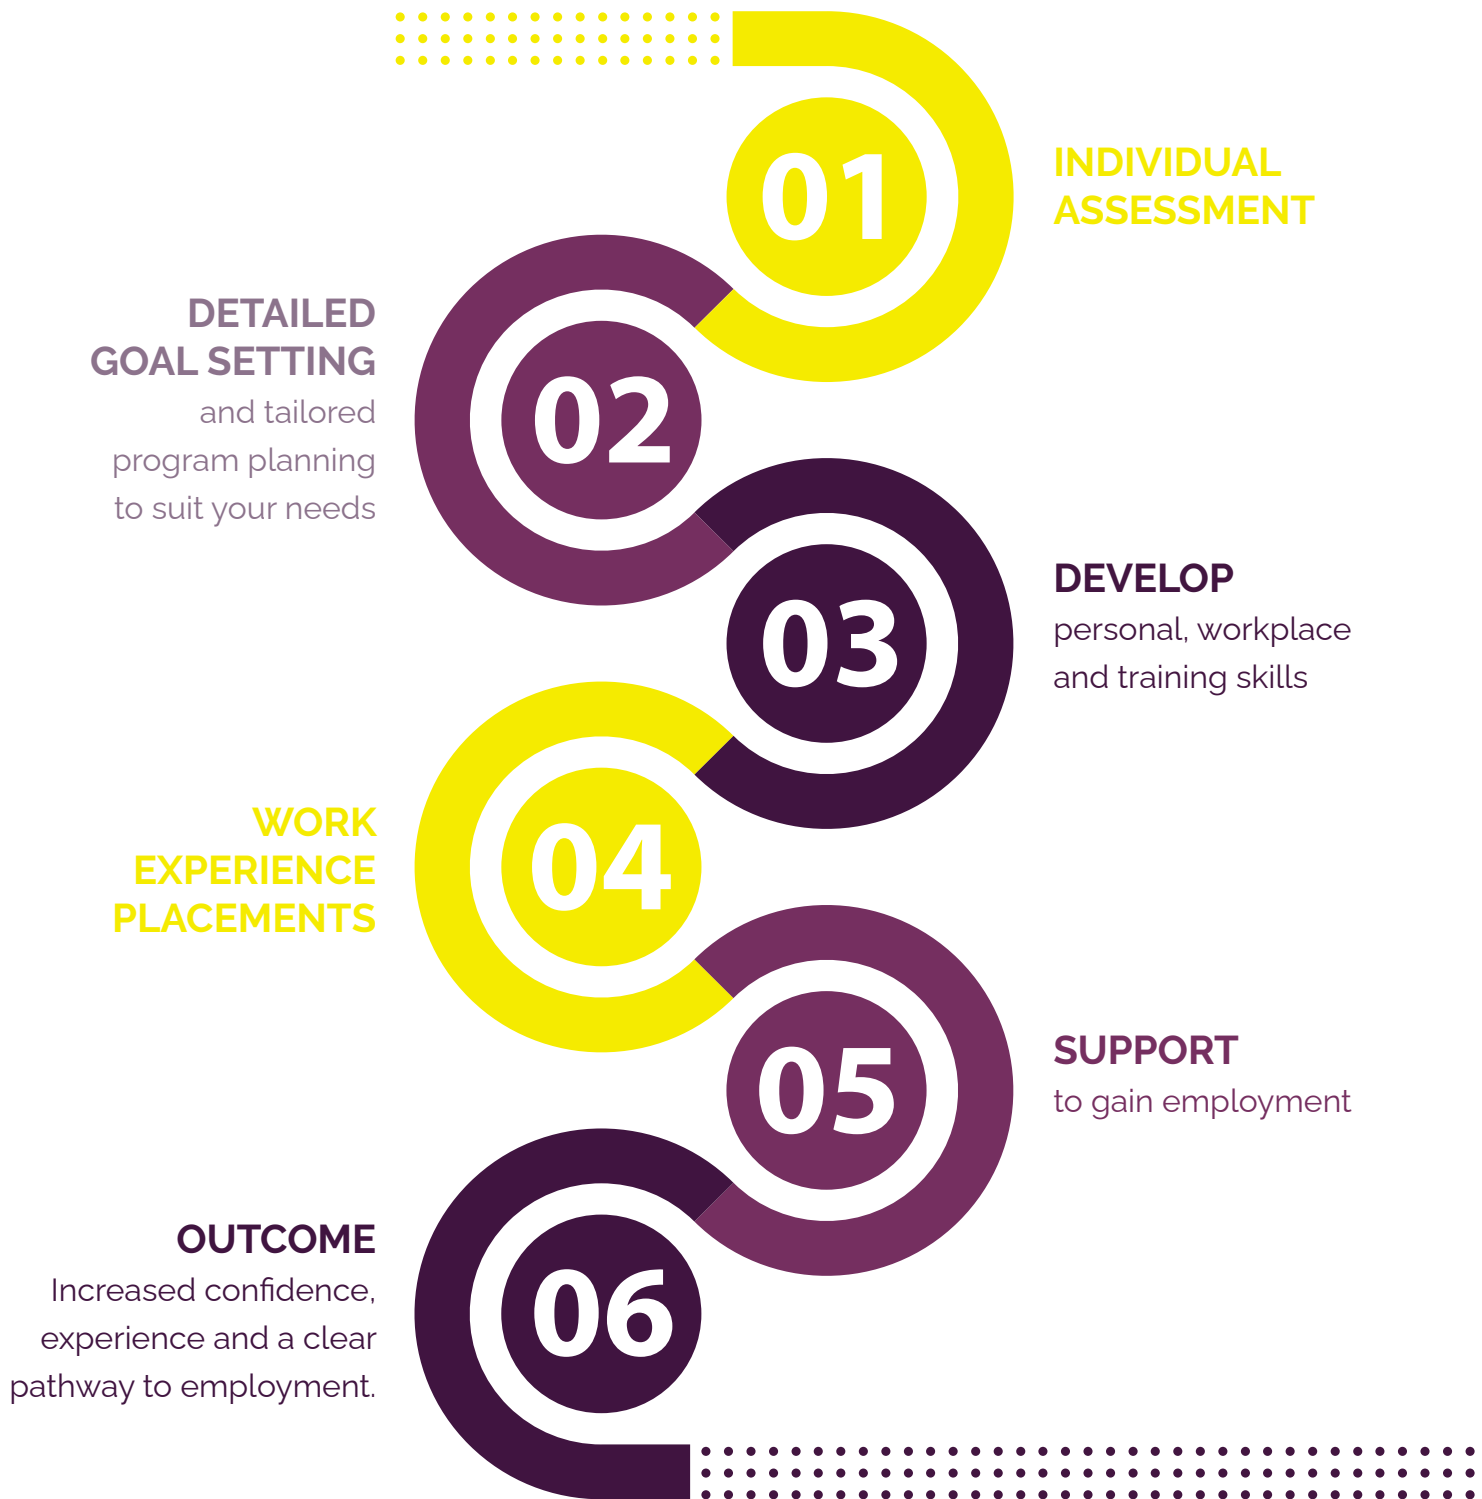 01
INDIVIDUAL
ASSESSMENT
02
DETAILED
GOAL SETTING
and tailored
program planning
to suit your needs
03
DEVELOP
personal, workplace
and training skills
04
WORK
EXPERIENCE
PLACEMENTS
05
SUPPORT
to gain employment
06
OUTCOME
Increased confidence,
experience and a clear
pathway to employment.